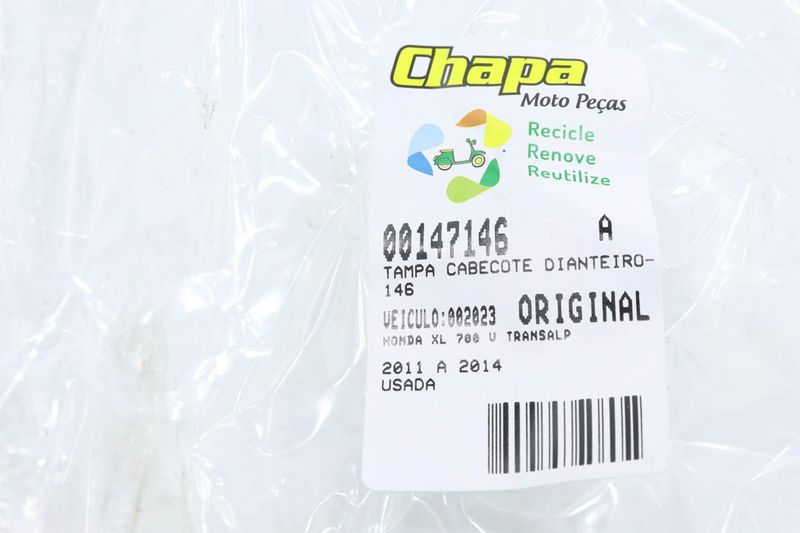 Chapa
Moto Peças
Recicle
Renove
Reutilize
00147146 A
TAMPA CABECOTE DIANTEIRO-
146
VEICULO:002023 ORIGINAL
HONDA XL 700 V TRANSALP
2011 A 2014
USADA